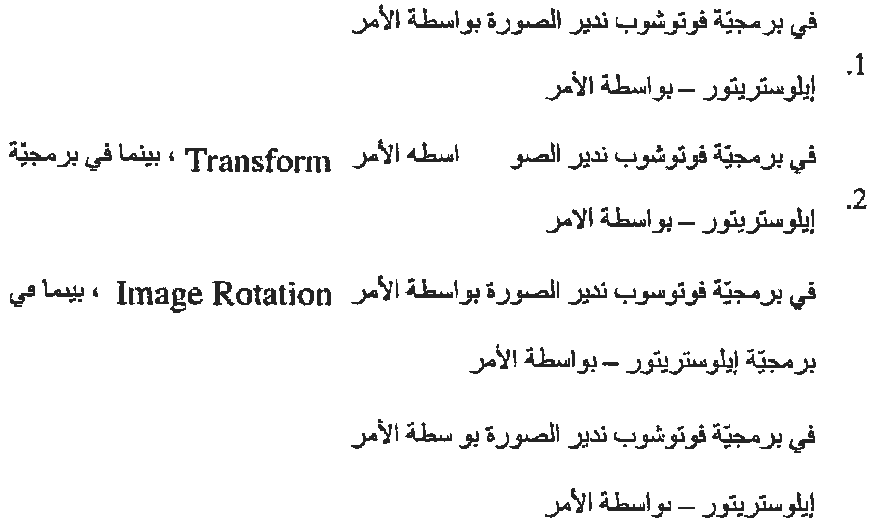 في برمجيّة فوتوشوب ندير الصورة بواسطة الأمر
1.
إيلوستريتور – بواسطة الأمر
في برمجيّة فوتوشوب ندير الصو اسطه الأمر Transform ، بينما في برمجيّة
2.
إيلوستريتور – بواسطة الامر
في برمجيّة فوتوسوب ندير الصورة بواسطة الأمر Image Rotation ، بينما في
برمجيّة إيلوستريتور – بواسطة الأمر
في برمجيّة فوتوشوب ندير الصورة بو سطة الأمر
إيلوستريتور – بواسطة الأمر